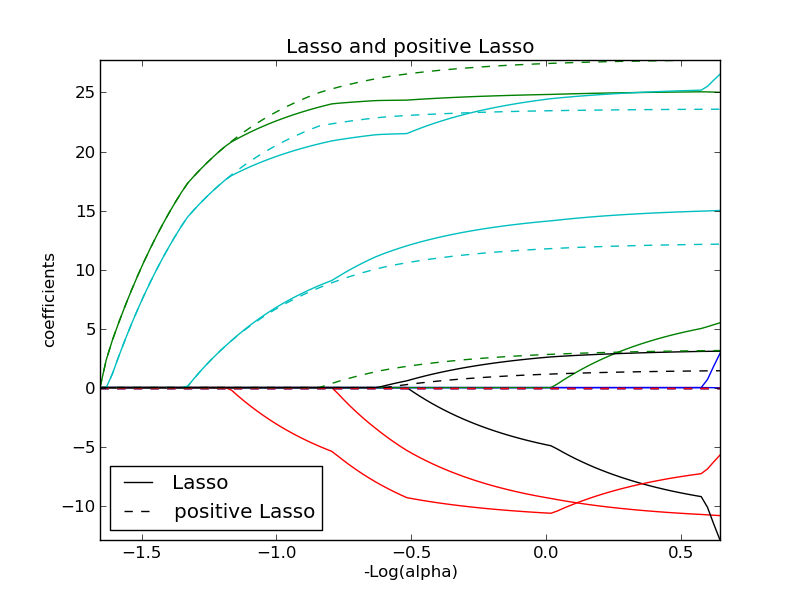 Lasso and positive Lasso
25
20
15
10
5
0
−5
−10
coefficients
Lasso
positive Lasso
−1.5 −1.0 −0.5 0.0 0.5
-Log(alpha)